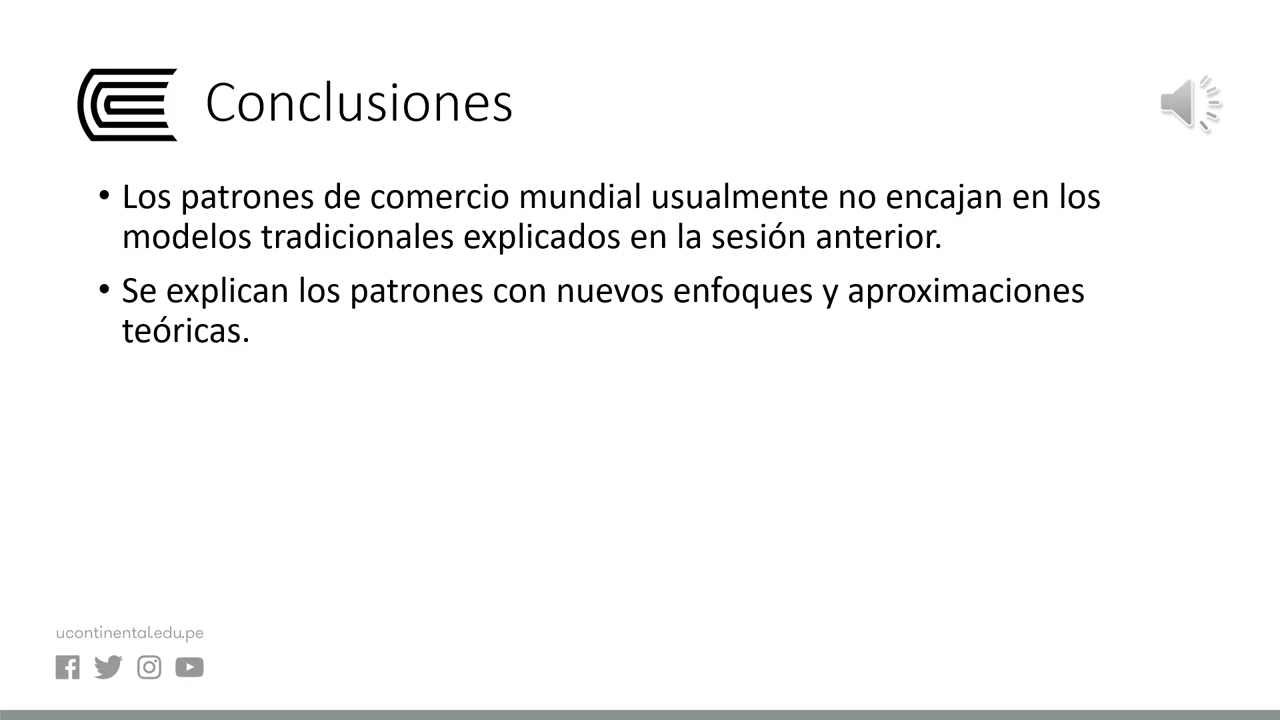 Conclusiones
• Los patrones de comercio mundial usualmente no encajan en los
modelos tradicionales explicados en la sesión anterior.
• Se explican los patrones con nuevos enfoques y aproximaciones
teóricas.
ucontinental.edu.pe